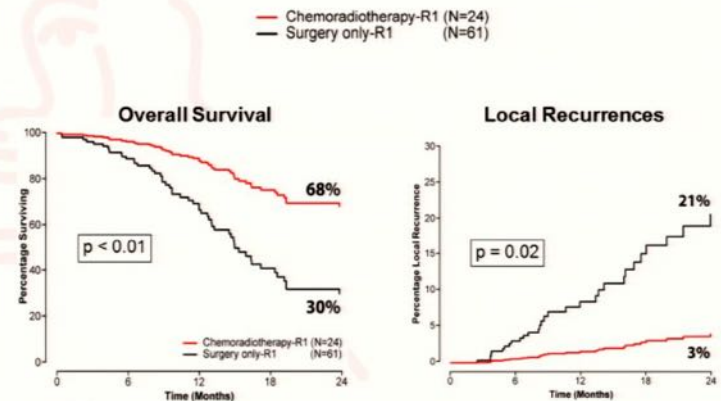 Chemoradiotherapy-R1 (N=24)
Surgery only-R1 (N=61)
Overall Survival
Percentage Surviving
100
80
60
40
20
0
68%
p < 0.01
30%
Chemoradiotherapy-R1 (N=24)
Surgery only-R1 (N=61)
0 6 12 18 24
Time (Months)
Local Recurrences
Percentage Local Recurrence
30
25
20
15
10
5
0
21%
p = 0.02
3%
0 6 12 18 24
Time (Months)